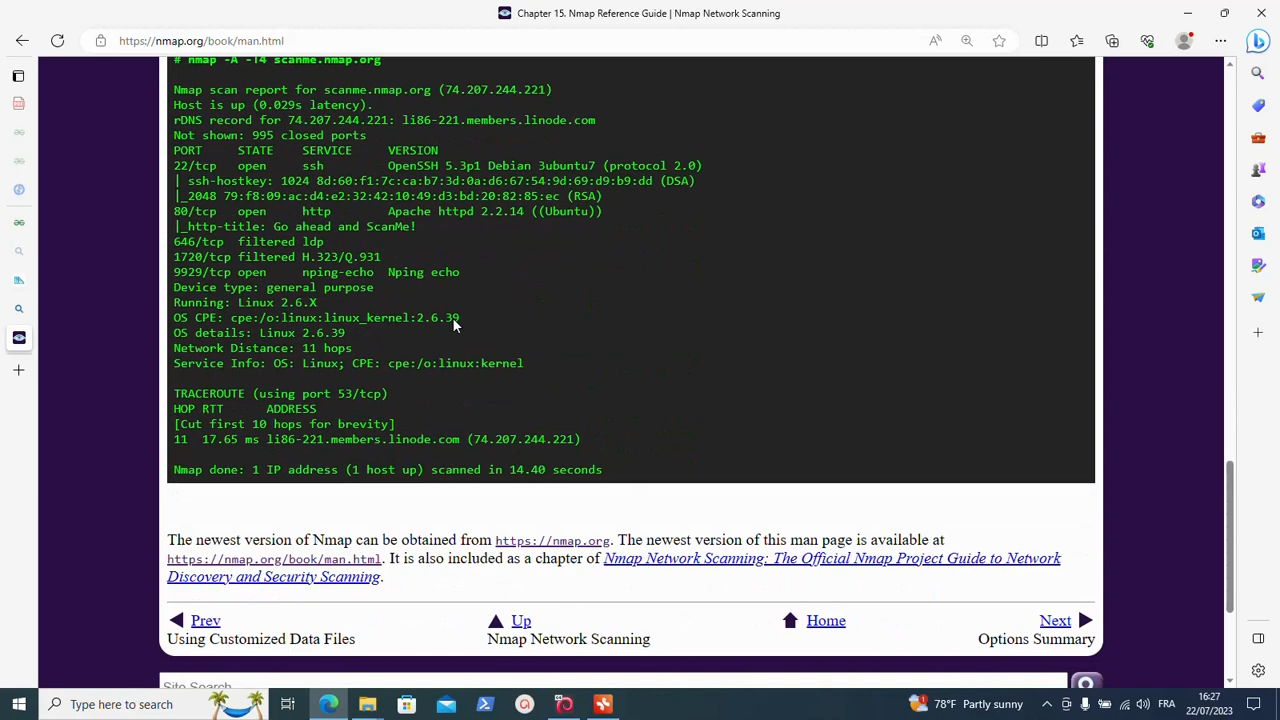 Chapter 15. Nmap Reference Guide | Nmap Network Scanning
https://nmap.org/book/man.html
# nmap -A -T4 scanme.nmap.org
Nmap scan report for scanme.nmap.org (74.207.244.221)
Host is up (0.029s latency).
rDNS record for 74.207.244.221: li86-221.members.linode.com
Not shown: 995 closed ports
PORT STATE SERVICE VERSION
22/tcp open ssh OpenSSH 5.3p1 Debian 3ubuntu7 (protocol 2.0)
| ssh-hostkey: 1024 8d:60:f1:7c:ca:b7:3d:0a:d6:67:54:9d:69:d9:b9:dd (DSA)
|_2048 79:f8:09:ac:d4:e2:32:42:10:49:d3:bd:20:82:85:ec (RSA)
80/tcp open http Apache httpd 2.2.14 ((Ubuntu))
|_http-title: Go ahead and ScanMe!
646/tcp filtered ldp
1720/tcp filtered H.323/Q.931
9929/tcp open nping-echo Nping echo
Device type: general purpose
Running: Linux 2.6.X
OS CPE: cpe:/o:linux:linux_kernel:2.6.39
OS details: Linux 2.6.39
Network Distance: 11 hops
Service Info: OS: Linux; CPE: cpe:/o:linux:kernel
TRACEROUTE (using port 53/tcp)
HOP RTT ADDRESS
[Cut first 10 hops for brevity]
11 17.65 ms li86-221.members.linode.com (74.207.244.221)
Nmap done: 1 IP address (1 host up) scanned in 14.40 seconds
The newest version of Nmap can be obtained from https://nmap.org. The newest version of this man page is available at
https://nmap.org/book/man.html. It is also included as a chapter of Nmap Network Scanning: The Official Nmap Project Guide to Network
Discovery and Security Scanning.
Prev Up Home Next
Using Customized Data Files Nmap Network Scanning Options Summary
Site Search
Type here to search
78°F Partly sunny
FRA
16:27
22/07/2023